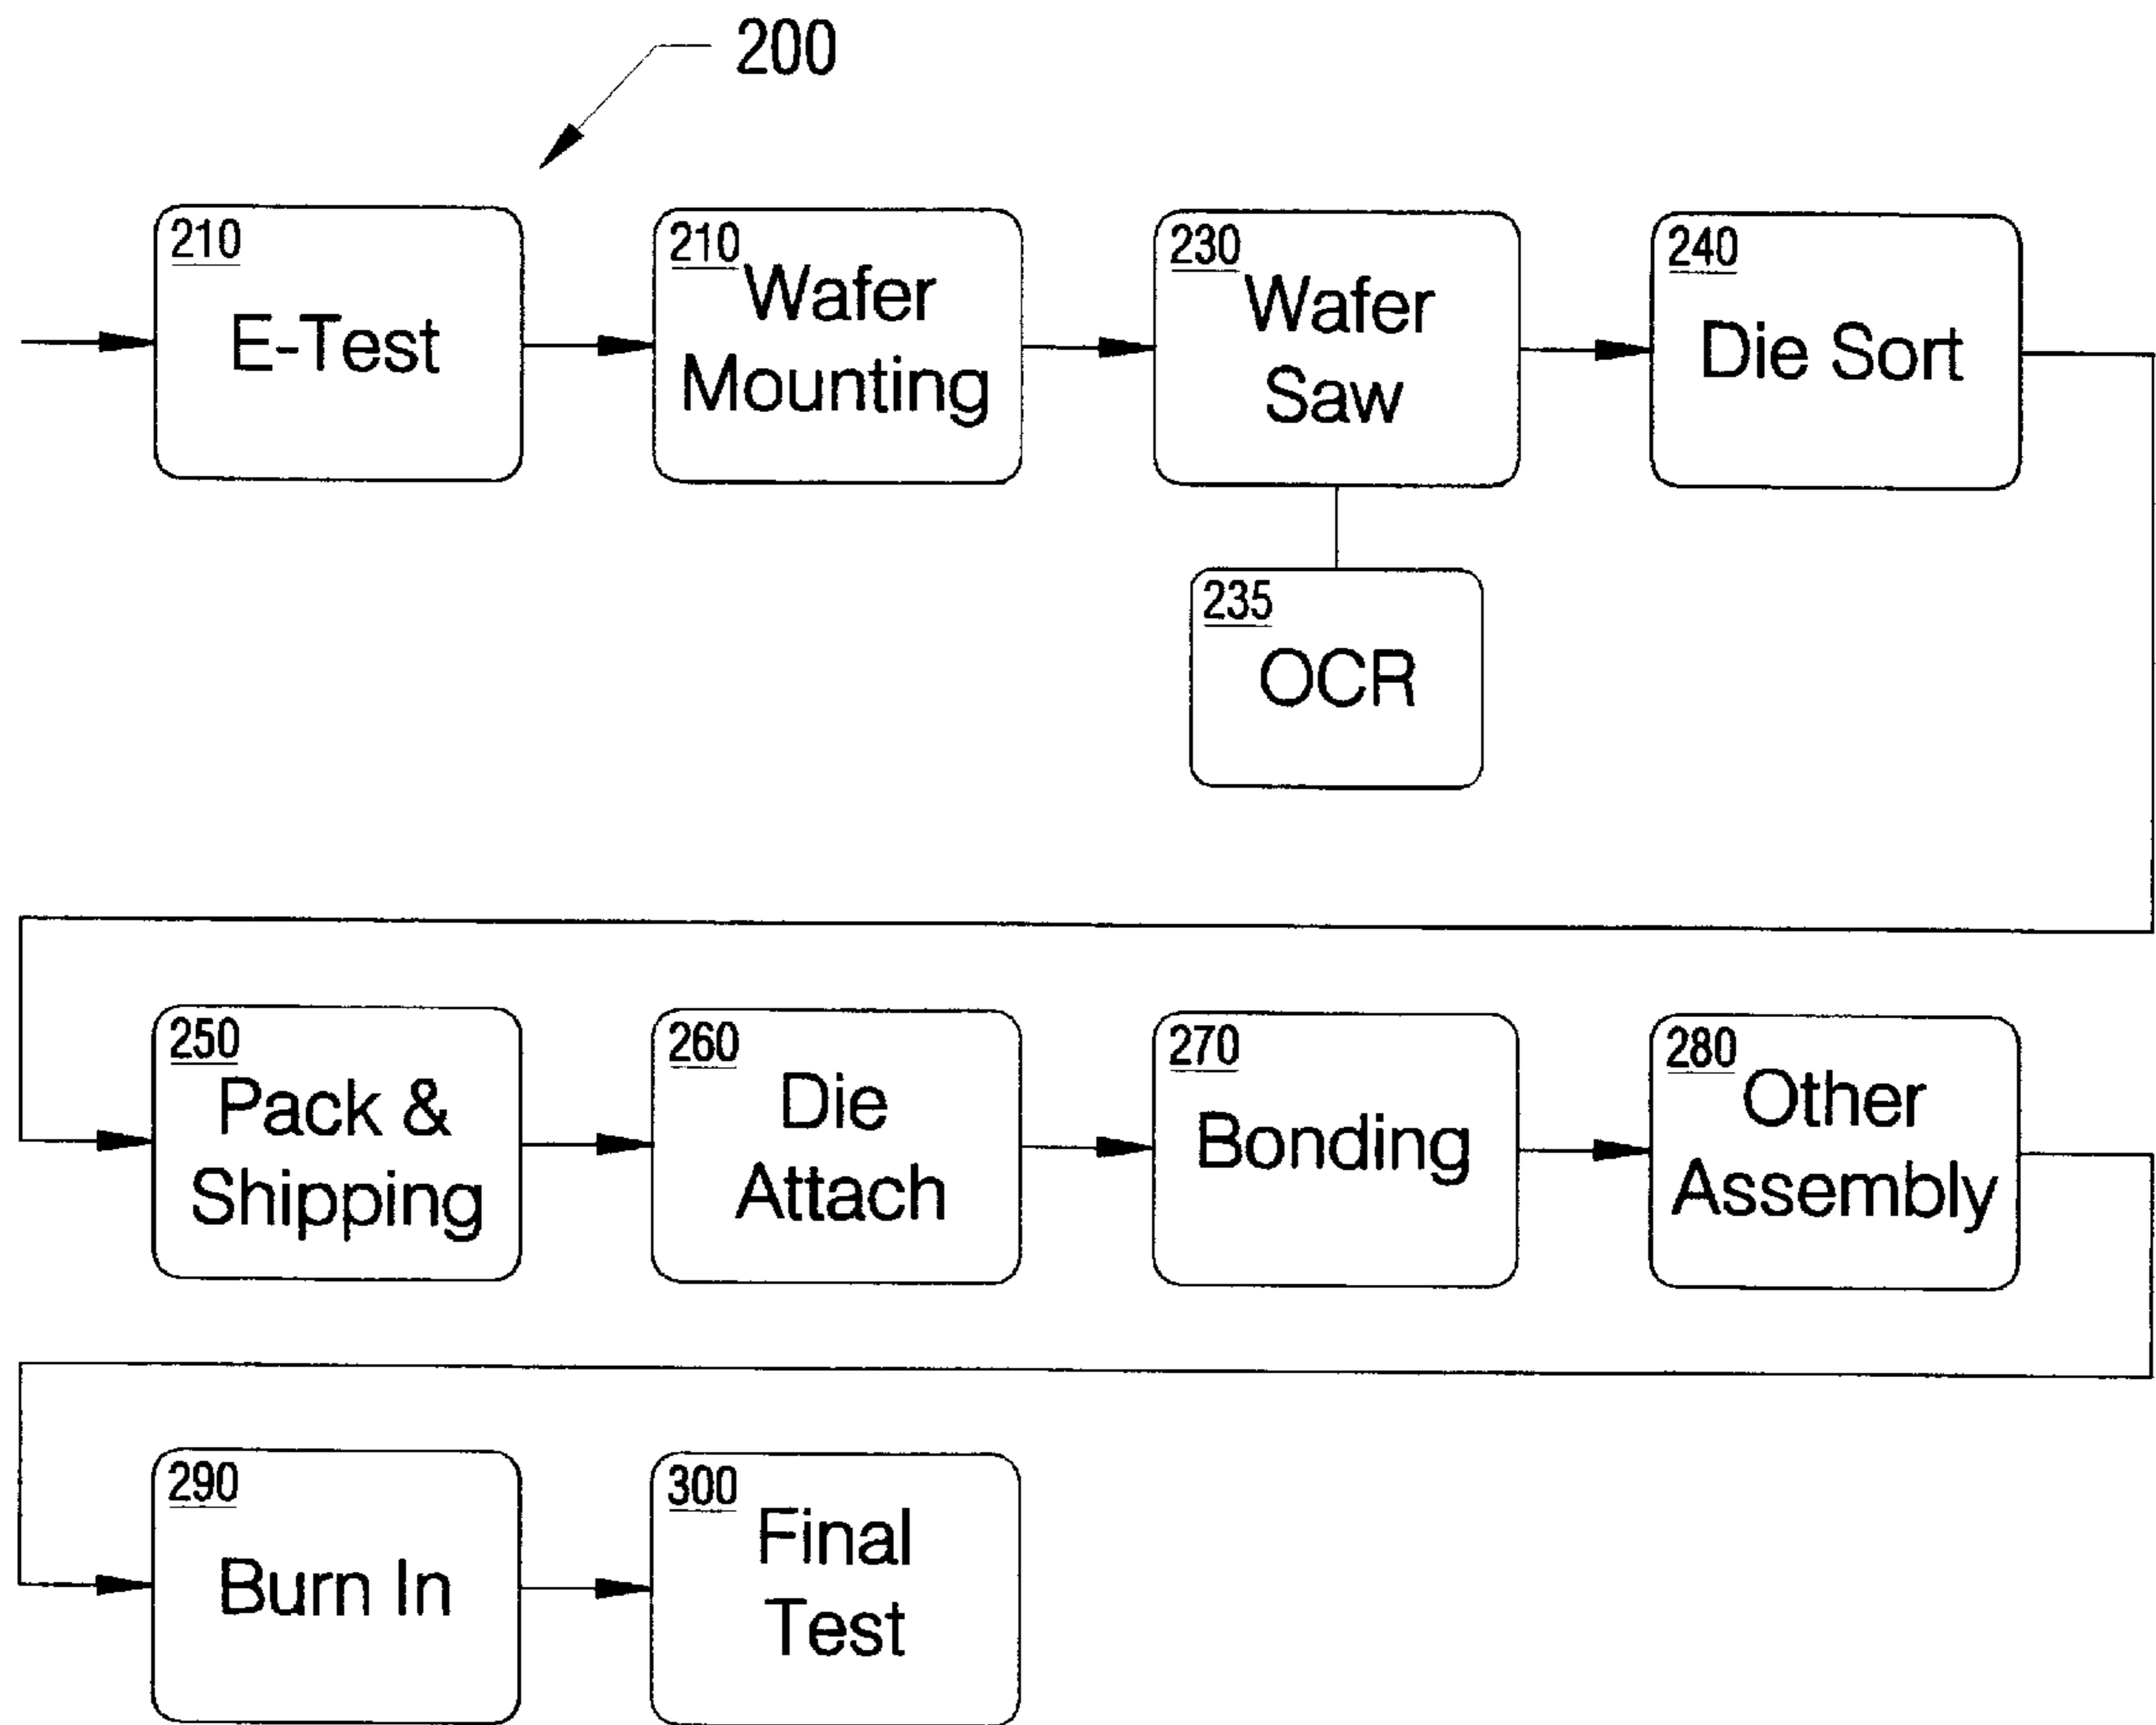 200
210
E-Test
210
Wafer
Mounting
230
Wafer
Saw
240
Die Sort
235
OCR
250
Pack &
Shipping
260
Die
Attach
270
Bonding
280
Other
Assembly
290
Burn In
300
Final
Test